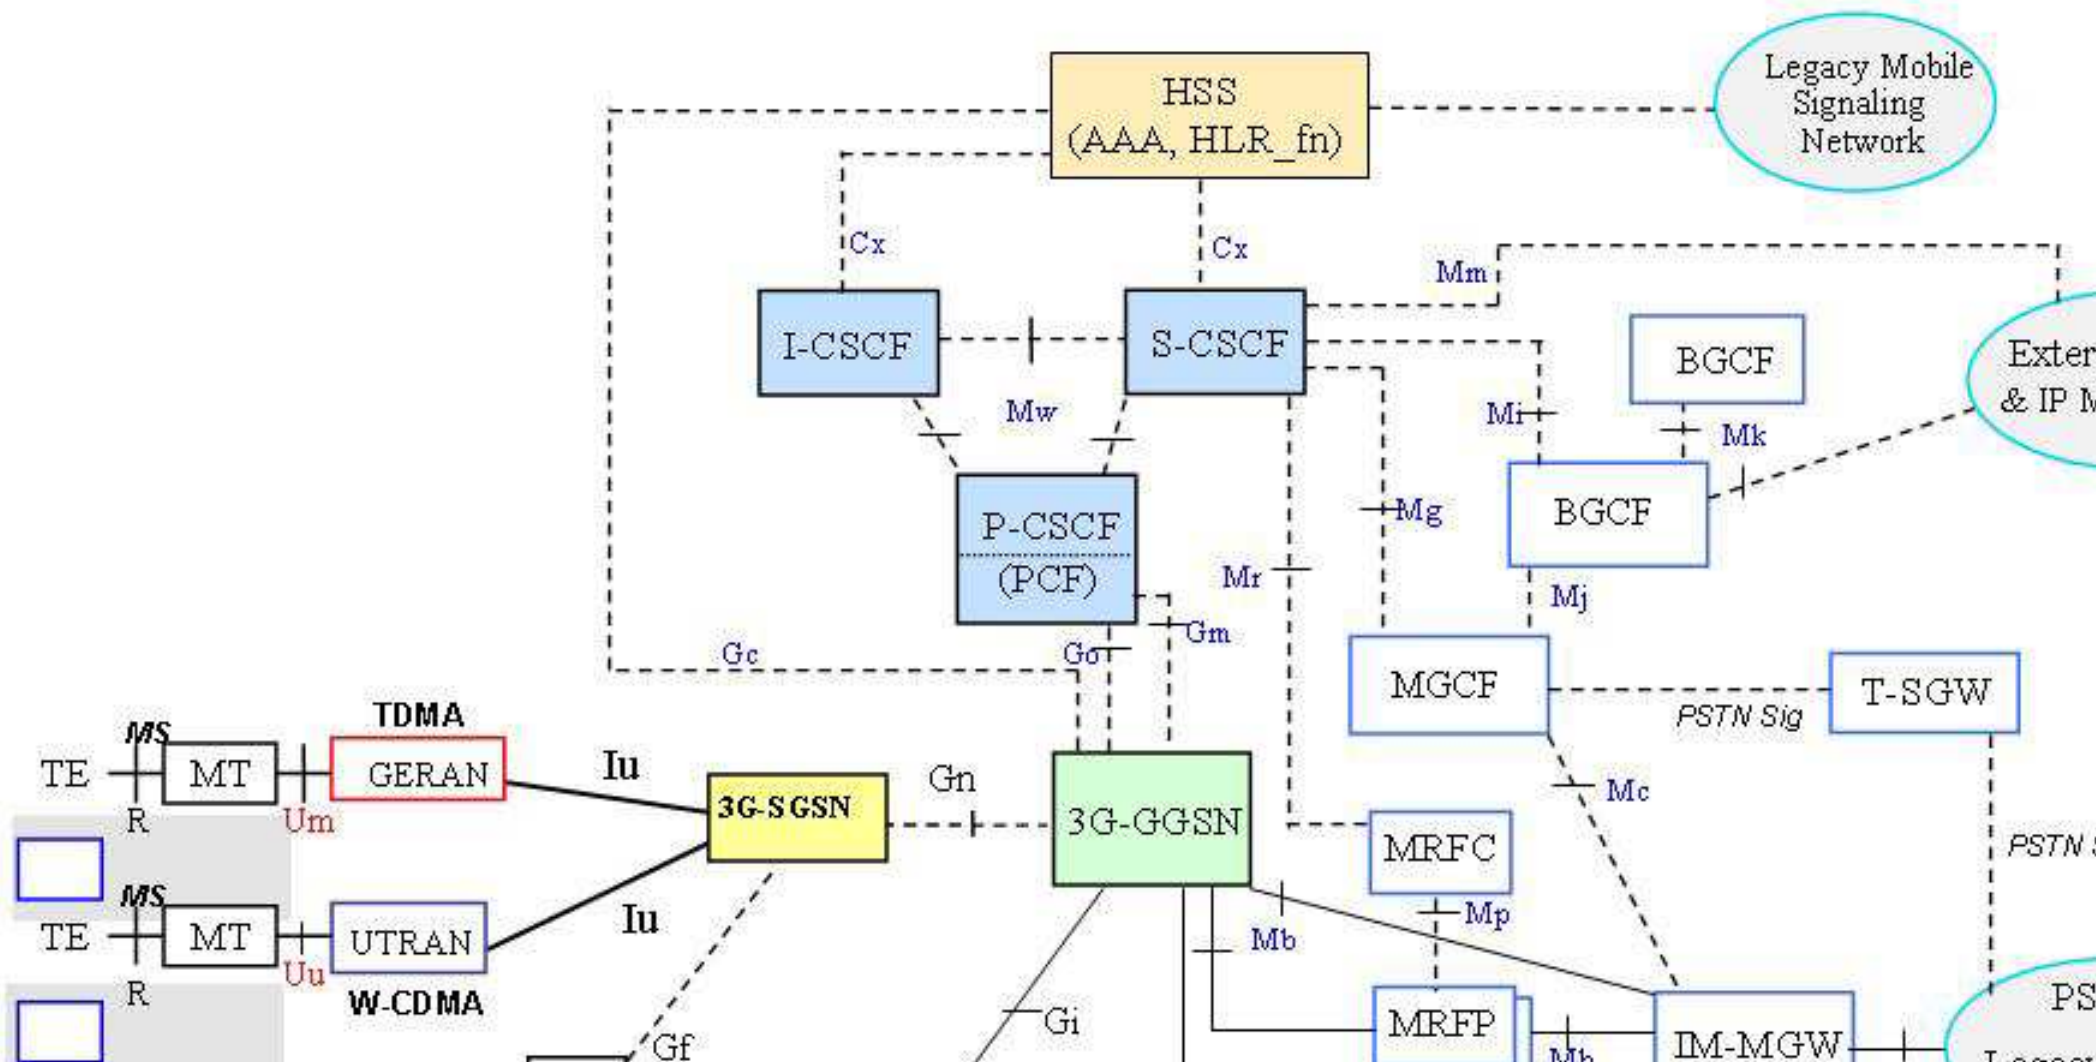 HSS
(AAA, HLR_fn)
Legacy Mobile
Signaling
Network
Cx
Cx
Mm
I-CSCF
S-CSCF
BGCF
& IP
Mw
Mi
Mk
P-CSCF
(PCF)
BGCF
Mg
Mr
Mj
Gm
Go
Gc
MGCF
T-SGW
PSTN Sig
TDMA
MS
TE
MT
GERAN
Iu
3G-SGSN
Gn
3G-GGSN
R
Um
Mc
MRFC
PSTN
MS
TE
MT
UTRAN
Iu
Mb
Mp
Uu
R
W-CDMA
Gf
Gi
MRFP
Mb
IM-MGW